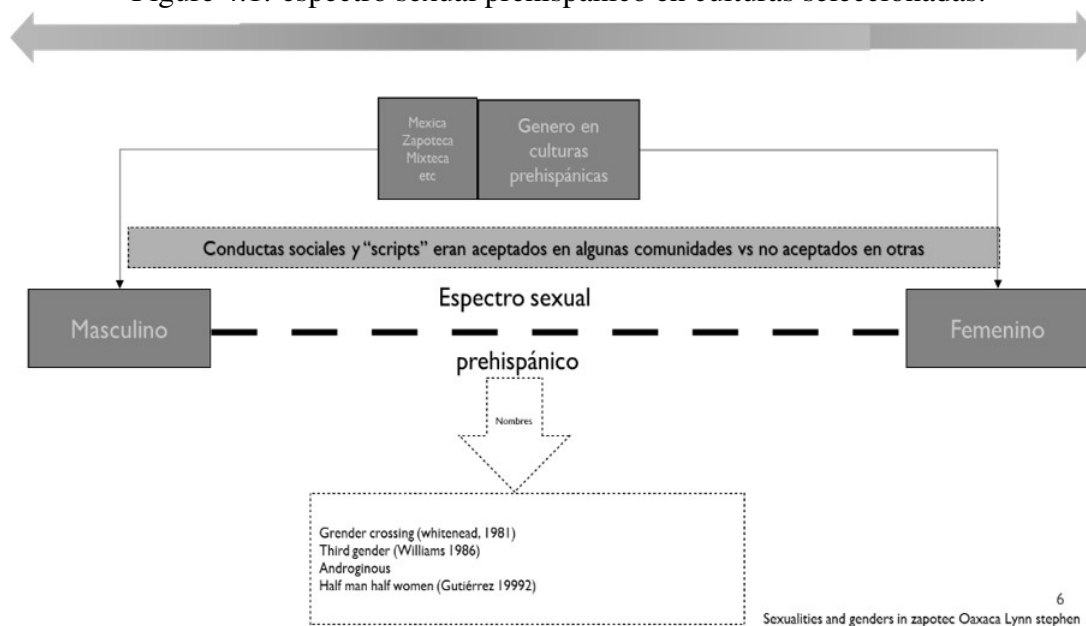 Figure 4.1: espectro sexual prehispánico en culturas seleccionadas.
Mexica
Zapoteca
Mixteca
etc
Genero en
culturas
prehispánicas
Conductas sociales y “scripts” eran aceptados en algunas comunidades vs no aceptados en otras
Masculino
Espectro sexual
prehispánico
Femenino
Nombres
Grender crossing (whitenead, 1981)
Third gender (Williams 1986)
Androginous
Half man half women (Gutiérrez 19992)
6
Sexualities and genders in zapotec Oaxaca Lynn stephen